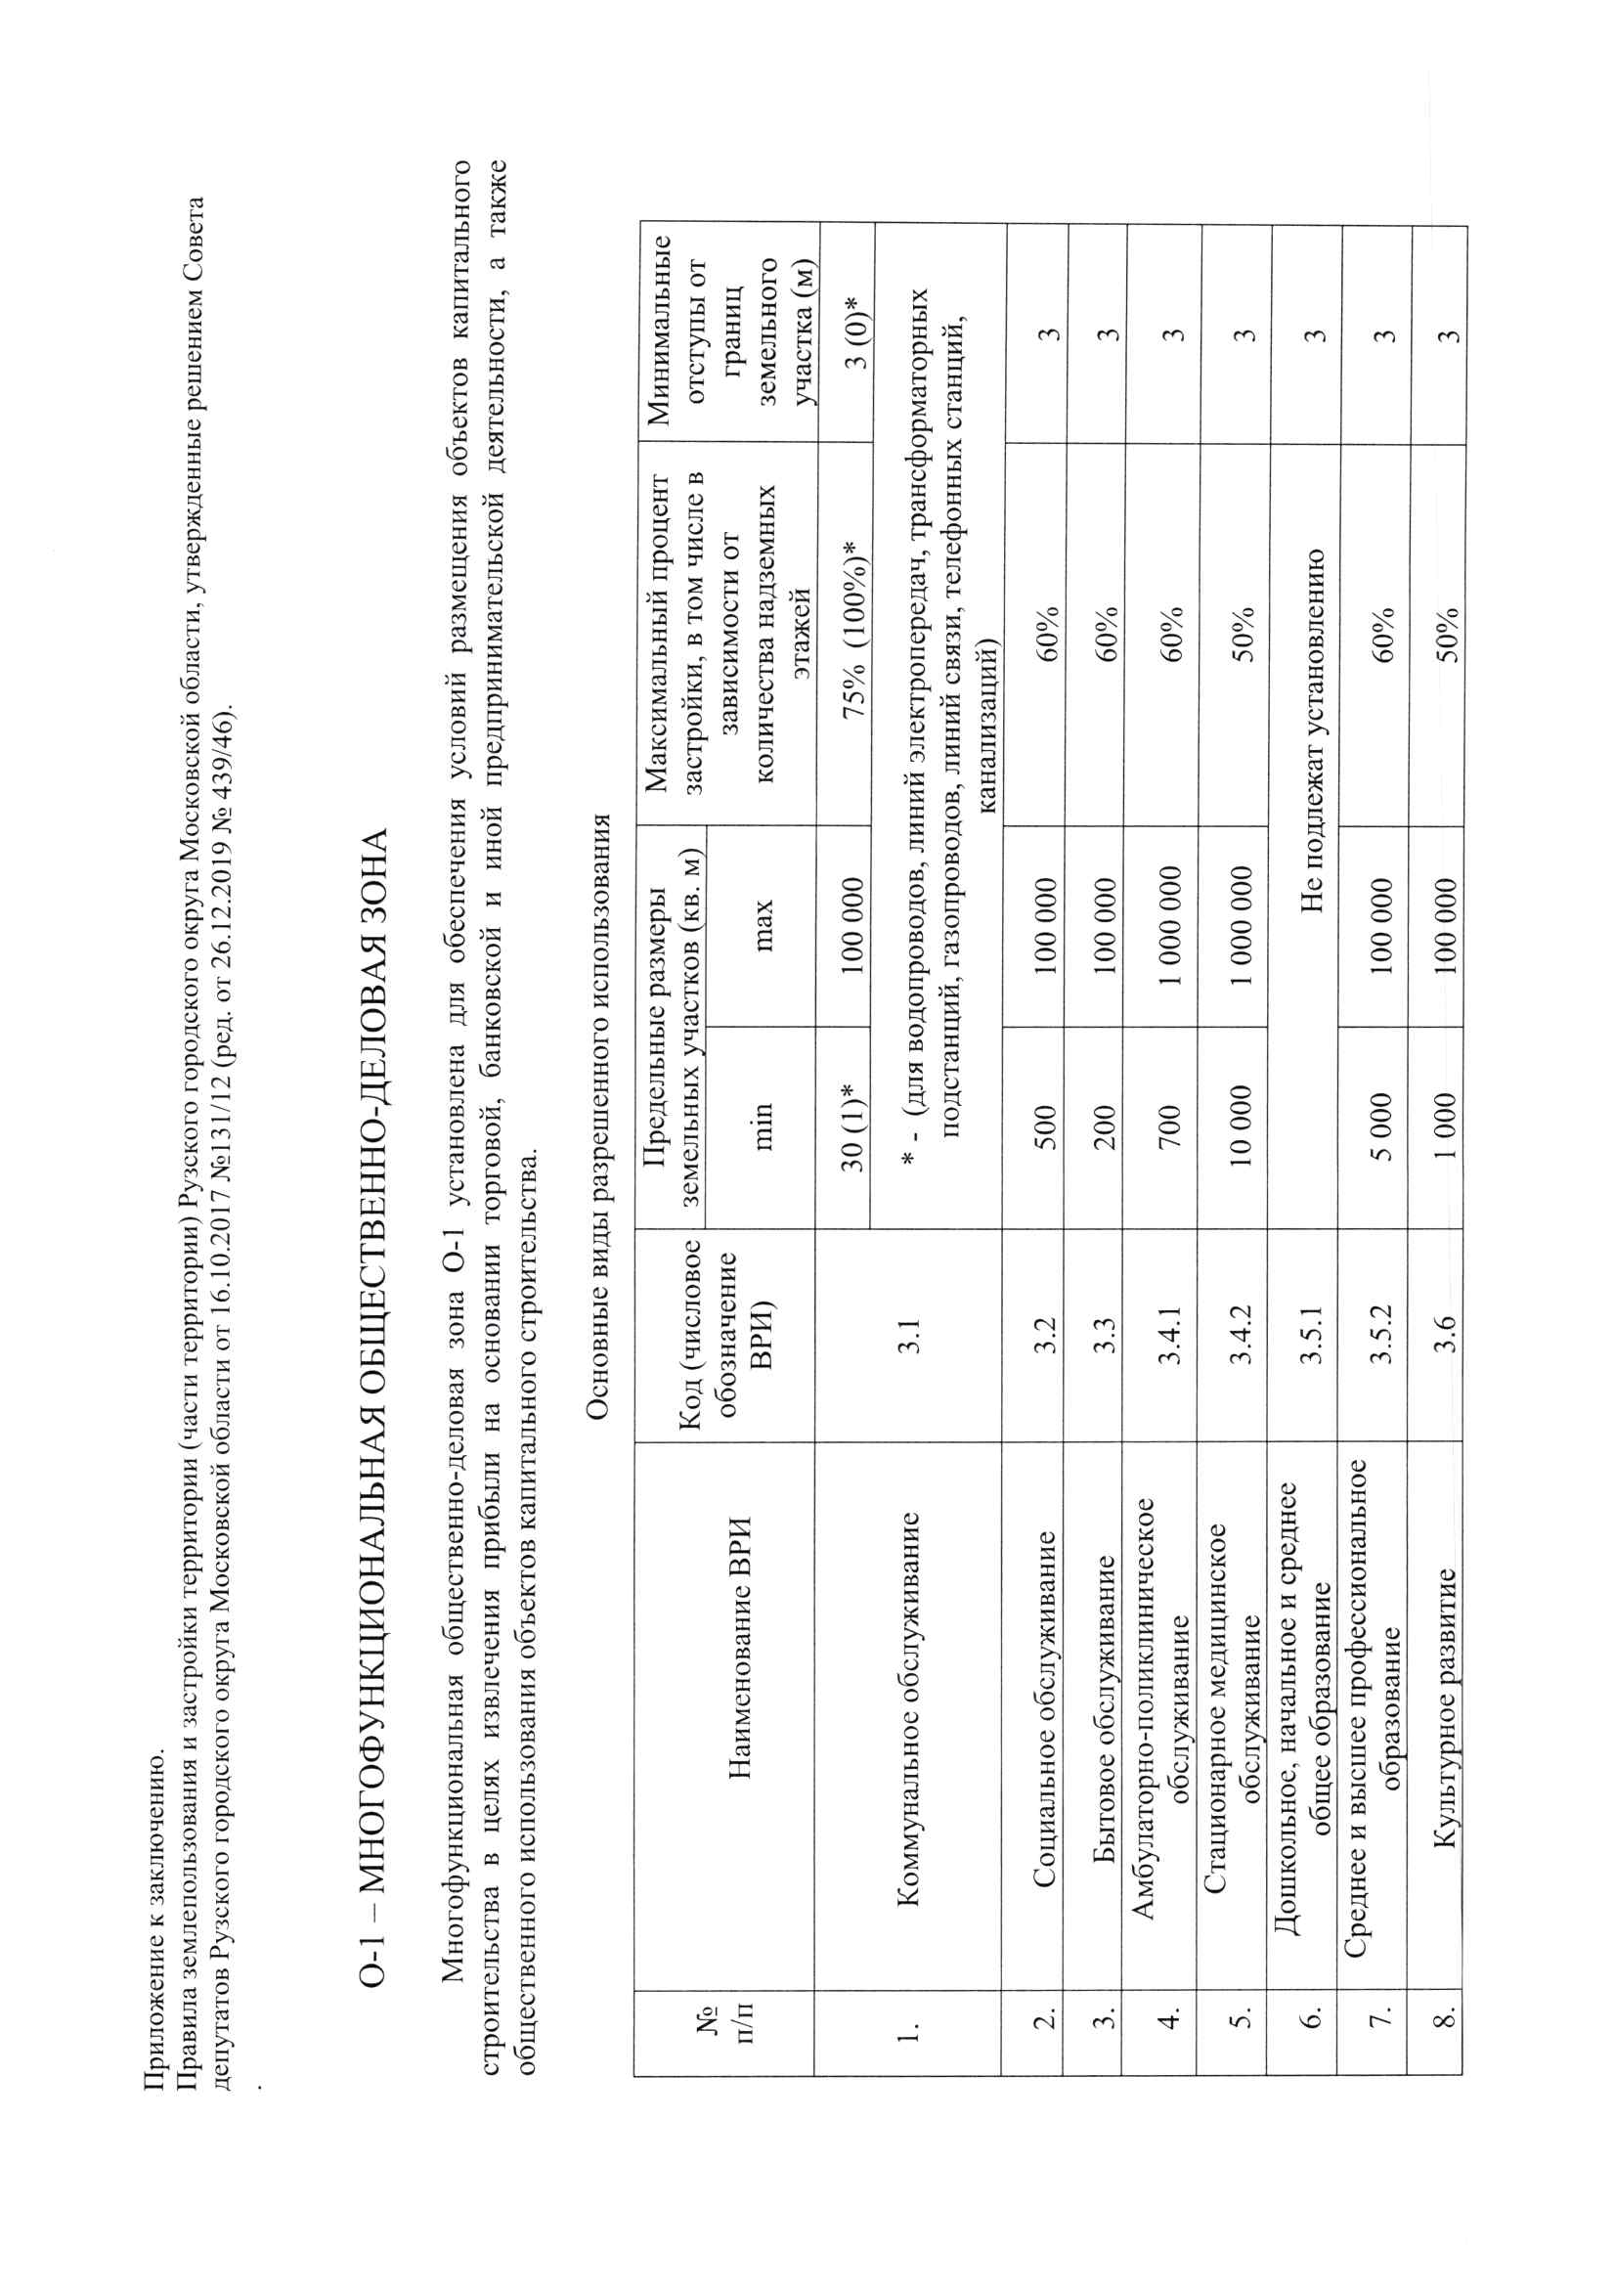 Приложение к заключению.
Правила землепользования и застройки территории (части территории) Рузского городского округа Московской области, утвержденные решением Совета
депутатов Рузского городского округа Московской области от 16.10.2017 №131/12 (ред. от 26.12.2019 № 439/46).
.
О-1 – МНОГОФУНКЦИОНАЛЬНАЯ ОБЩЕСТВЕННО-ДЕЛОВАЯ ЗОНА
Многофункциональная общественно-деловая зона О-1 установлена для обеспечения условий размещения объектов капитального
строительства в целях извлечения прибыли на основании торговой, банковской и иной предпринимательской деятельности, а также
общественного использования объектов капитального строительства.
Основные виды разрешенного использования
№
п/п
Наименование ВРИ
Код (числовое
обозначение
ВРИ)
Предельные размеры
земельных участков (кв. м)
min
max
Максимальный процент
застройки, в том числе в
зависимости от
количества надземных
этажей
Минимальные
отступы от
границ
земельного
участка (м)
1. Коммунальное обслуживание 3.1 30 (1)* 100 000 75% (100%)* 3 (0)*
* - (для водопроводов, линий электропередач, трансформаторных
подстанций, газопроводов, линий связи, телефонных станций,
канализаций)
2. Социальное обслуживание 3.2 500 100 000 60% 3
3. Бытовое обслуживание 3.3 200 100 000 60% 3
4. Амбулаторно-поликлиническое
обслуживание 3.4.1 700 1 000 000 60% 3
5. Стационарное медицинское
обслуживание 3.4.2 10 000 1 000 000 50% 3
6. Дошкольное, начальное и среднее
общее образование 3.5.1 Не подлежат установлению 3
7. Среднее и высшее профессиональное
образование 3.5.2 5 000 100 000 60% 3
8. Культурное развитие 3.6 1 000 100 000 50% 3